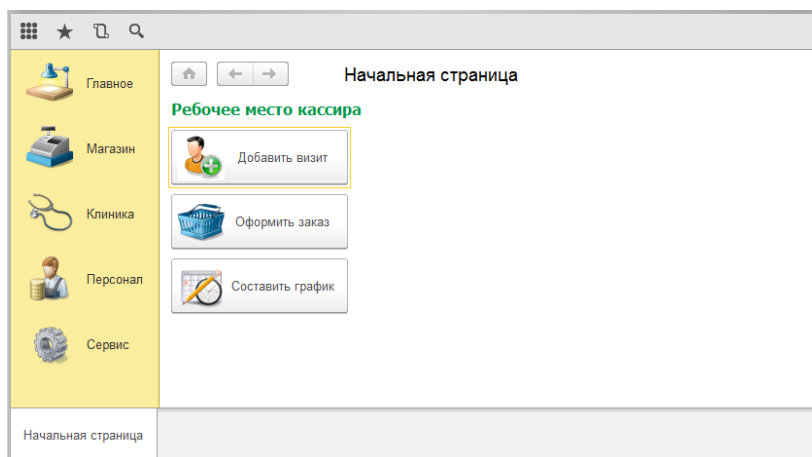 Главное
Магазин
Клиника
Персонал
Сервис
Начальная страница
Ребочее место кассира
Добавить визит
Оформить заказ
Составить график
Начальная страница